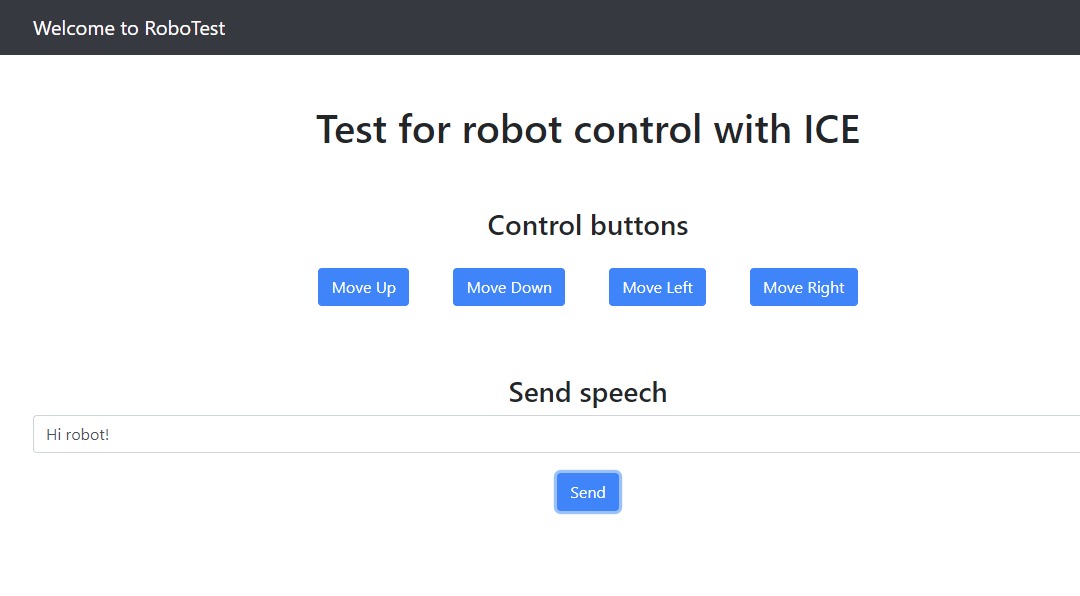 Welcome to RoboTest
Test for robot control with ICE
Control buttons
Move Up Move Down Move Left Move Right
Send speech
Hi robot!
Send